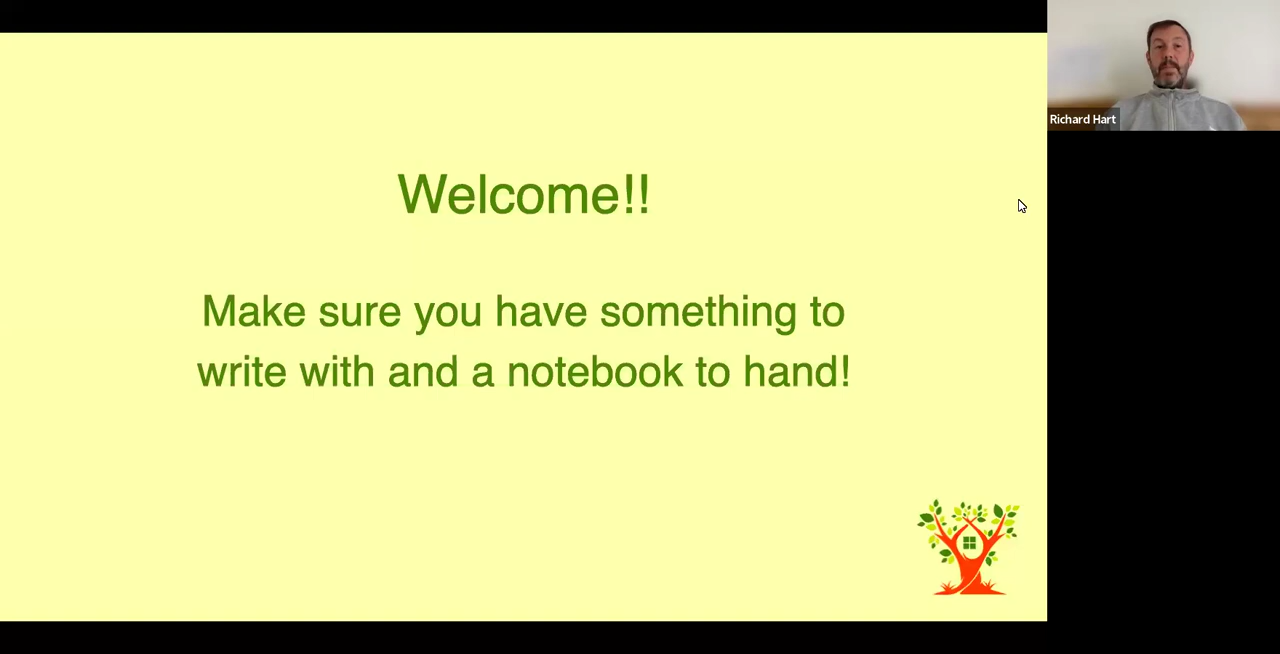 Welcome!!
Make sure you have something to
write with and a notebook to hand!
Richard Hart